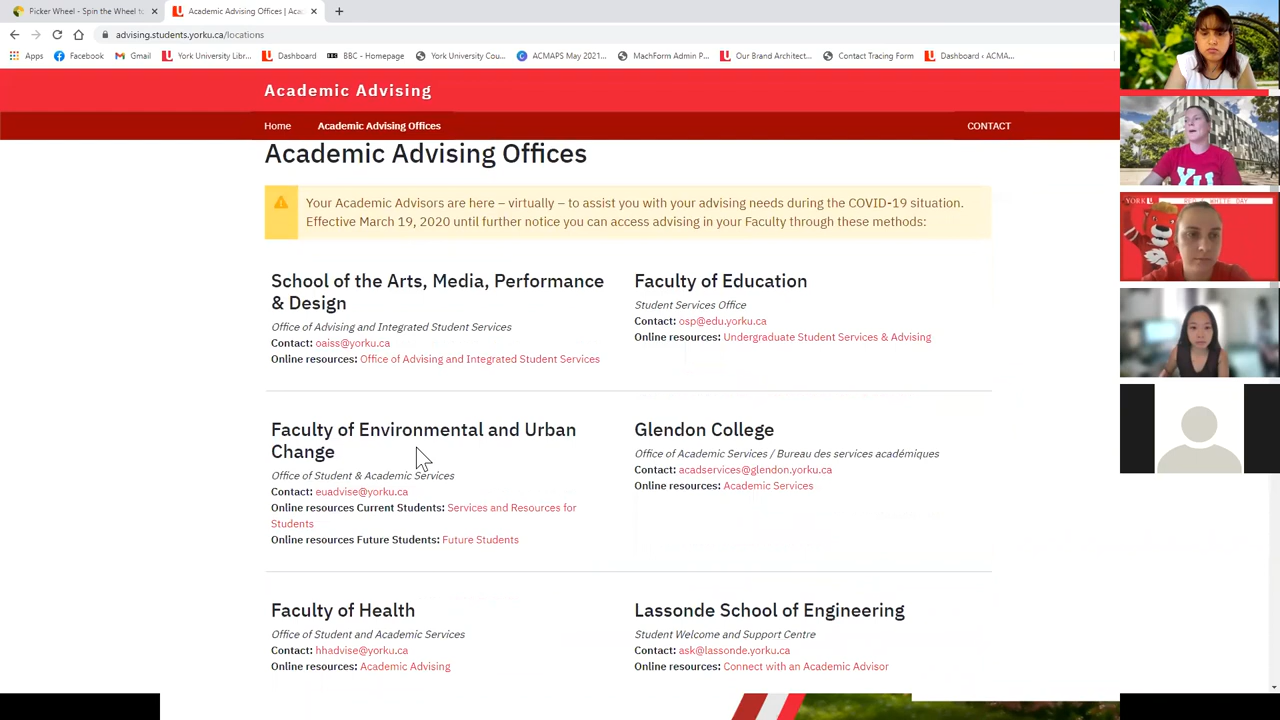 Picker Wheel - Spin the Wheel to
Academic Advising Offices | Aca
advising.students.yorku.ca/locations
Apps
Facebook
Gmail
York University Libr...
Dashboard
BBC - Homepage
York University Cou...
ACMAPS May 2021...
MachForm Admin P...
Our Brand Architect...
Contact Tracing Form
Dashboard ‹ ACMA...
Academic Advising
Home
Academic Advising Offices
CONTACT
Academic Advising Offices
Your Academic Advisors are here – virtually – to assist you with your advising needs during the COVID-19 situation.
Effective March 19, 2020 until further notice you can access advising in your Faculty through these methods:
School of the Arts, Media, Performance
& Design
Office of Advising and Integrated Student Services
Contact: oaiss@yorku.ca
Online resources: Office of Advising and Integrated Student Services
Faculty of Education
Student Services Office
Contact: osp@edu.yorku.ca
Online resources: Undergraduate Student Services & Advising
Faculty of Environmental and Urban
Change
Office of Student & Academic Services
Contact: euadvise@yorku.ca
Online resources Current Students: Services and Resources for
Students
Online resources Future Students: Future Students
Glendon College
Office of Academic Services / Bureau des services académiques
Contact: acadservices@glendon.yorku.ca
Online resources: Academic Services
Faculty of Health
Office of Student and Academic Services
Contact: hhadvise@yorku.ca
Online resources: Academic Advising
Lassonde School of Engineering
Student Welcome and Support Centre
Contact: ask@lassonde.yorku.ca
Online resources: Connect with an Academic Advisor
YU
YORK U
RED & WHITE DAY